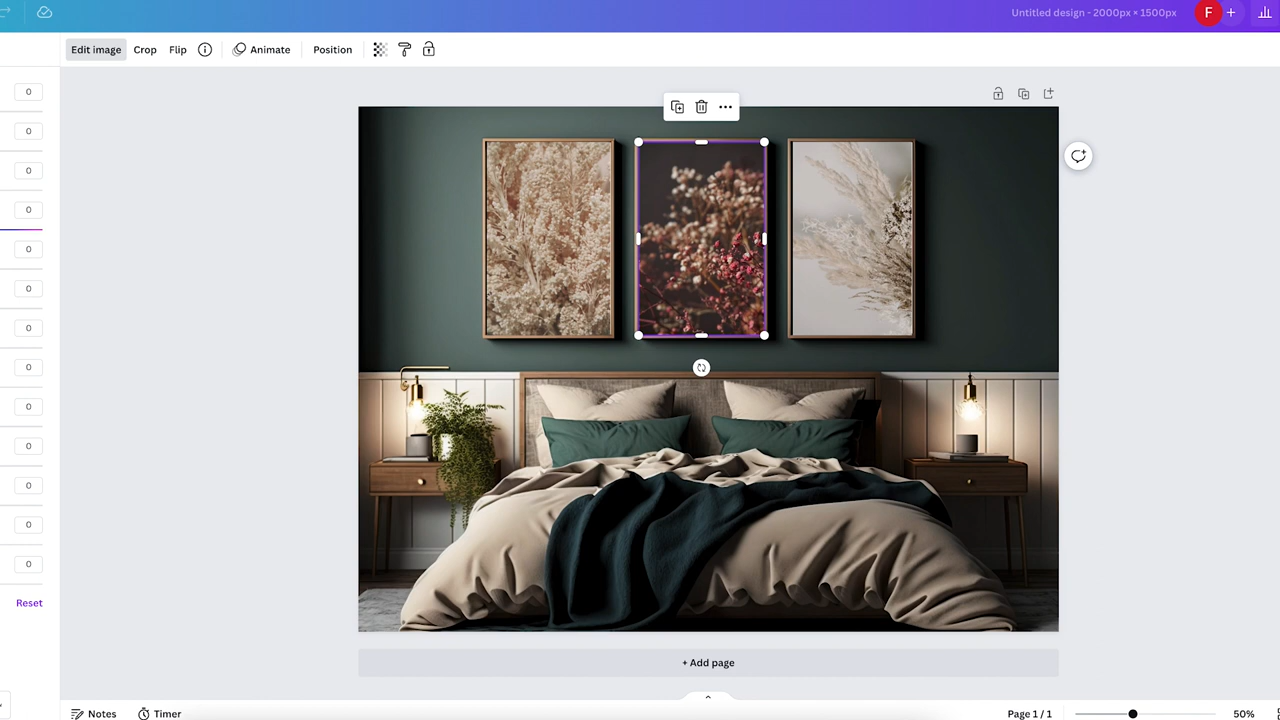 Untitled design - 2000px × 1500px
F
Edit image
Crop
Flip
Animate
Position
0
0
0
0
0
0
0
0
0
0
0
0
0
Reset
+ Add page
Notes
Timer
Page 1 / 1
50%